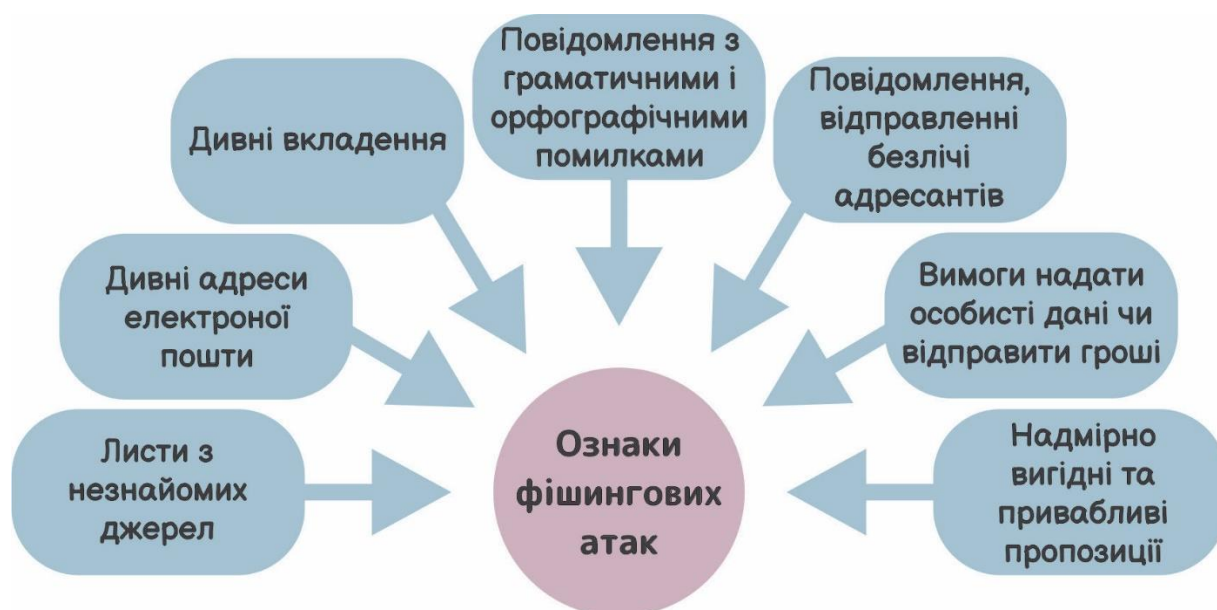 Повідомлення з
граматичними і
орфографічними
помилками
Дивні вкладення
Повідомлення,
відправленні
безлічі
адресантів
Дивні адреси
електроної
пошти
Вимоги надати
особисті дані чи
відправити гроші
Листи з
незнайомих
джерел
Ознаки
фішингових
атак
Надмірно
вигідні та
привабливі
пропозиції